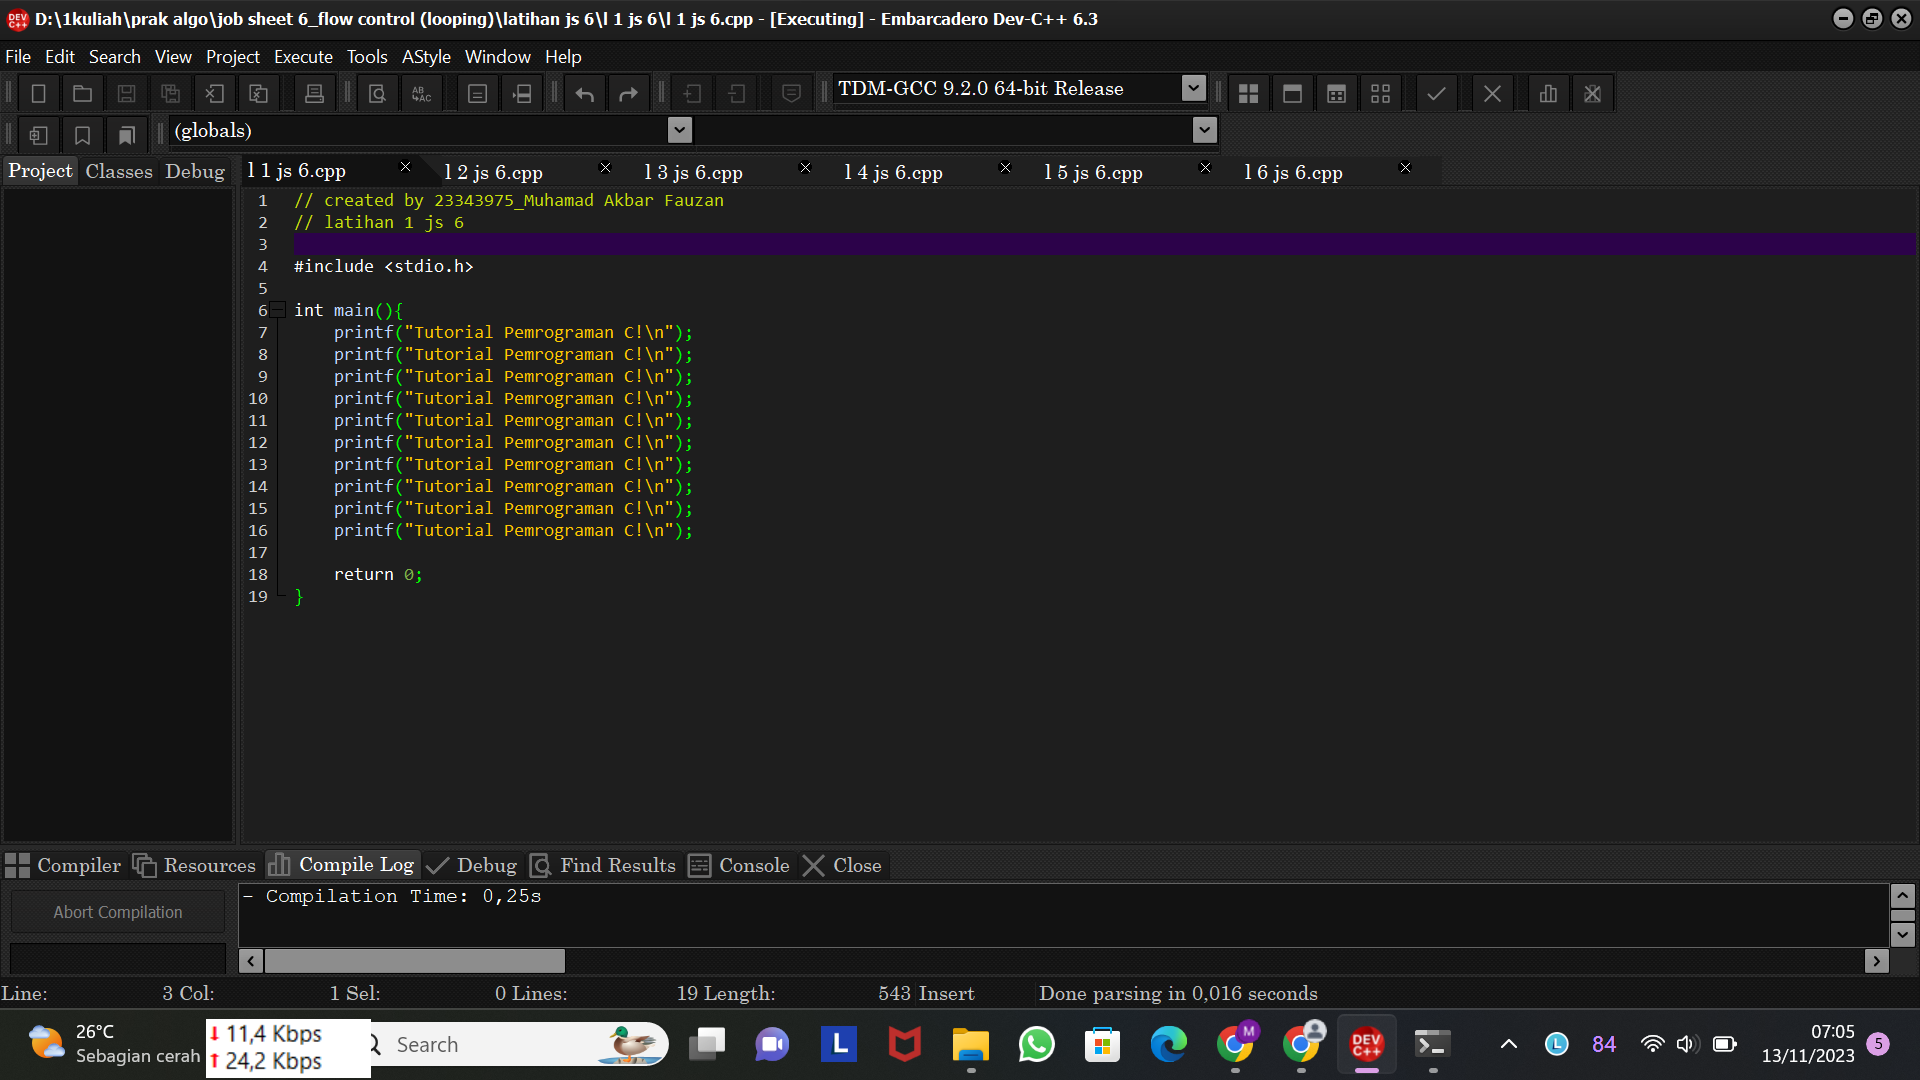 D:\1kuliah\prak algo\job sheet 6_flow control (looping)\latihan js 6\l 1 js 6\l 1 js 6.cpp - [Executing] - Embarcadero Dev-C++ 6.3
File Edit Search View Project Execute Tools AStyle Window Help
TDM-GCC 9.2.0 64-bit Release
(globals)
Project Classes Debug l 1 js 6.cpp l 2 js 6.cpp l 3 js 6.cpp l 4 js 6.cpp l 5 js 6.cpp l 6 js 6.cpp
1 // created by 23343975_Muhamad Akbar Fauzan
2 // latihan 1 js 6
3
4 #include <stdio.h>
5
6 int main(){
7 printf("Tutorial Pemrograman C!\n");
8 printf("Tutorial Pemrograman C!\n");
9 printf("Tutorial Pemrograman C!\n");
10 printf("Tutorial Pemrograman C!\n");
11 printf("Tutorial Pemrograman C!\n");
12 printf("Tutorial Pemrograman C!\n");
13 printf("Tutorial Pemrograman C!\n");
14 printf("Tutorial Pemrograman C!\n");
15 printf("Tutorial Pemrograman C!\n");
16 printf("Tutorial Pemrograman C!\n");
17
18 return 0;
19 }
Compiler Resources Compile Log Debug Find Results Console Close
Abort Compilation
- Compilation Time: 0,25s
Line: 3 Col: 1 Sel: 0 Lines: 19 Length: 543 Insert Done parsing in 0,016 seconds
26°C
Sebagian cerah
11,4 Kbps
24,2 Kbps
Search
L
M
DEV C++
L
84
07:05
13/11/2023
5